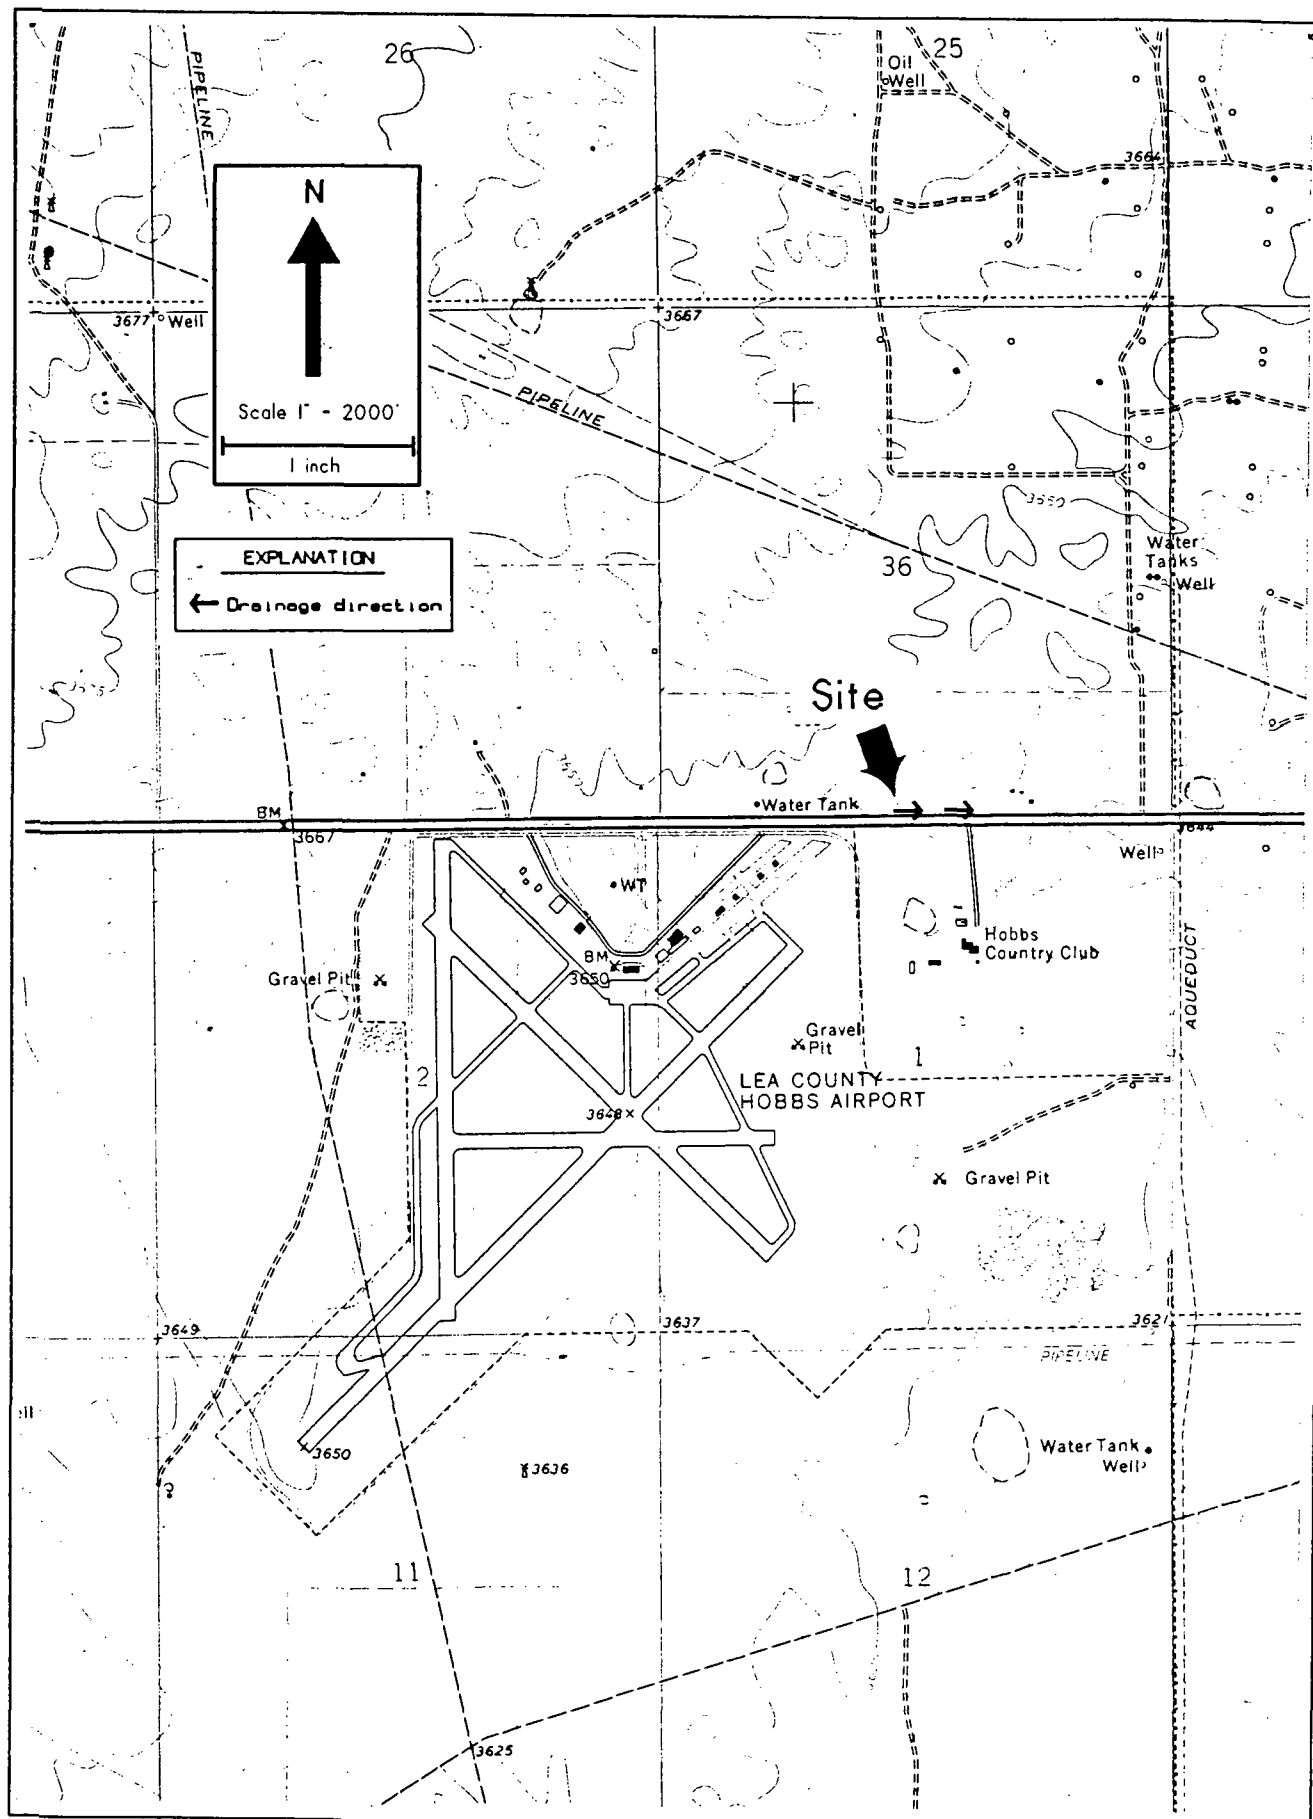 26
25
PIPELINE
Oil
Well
3664
N
3677
Well
3667
Scale 1" - 2000'
1 inch
PIPELINE
EXPLANATION
Drainage direction
36
Water
Tanks
Well
Site
Water Tank
BM
3667
3644
Well
WT
BM
3650
Hobbs
Country Club
Gravel Pit
AQUEDUCT
Gravel
Pit
2
1
LEA COUNTY
HOBBS AIRPORT
3648
Gravel Pit
3649
3637
3621
PIPELINE
3650
3636
Water Tank
Well
11
12
3625